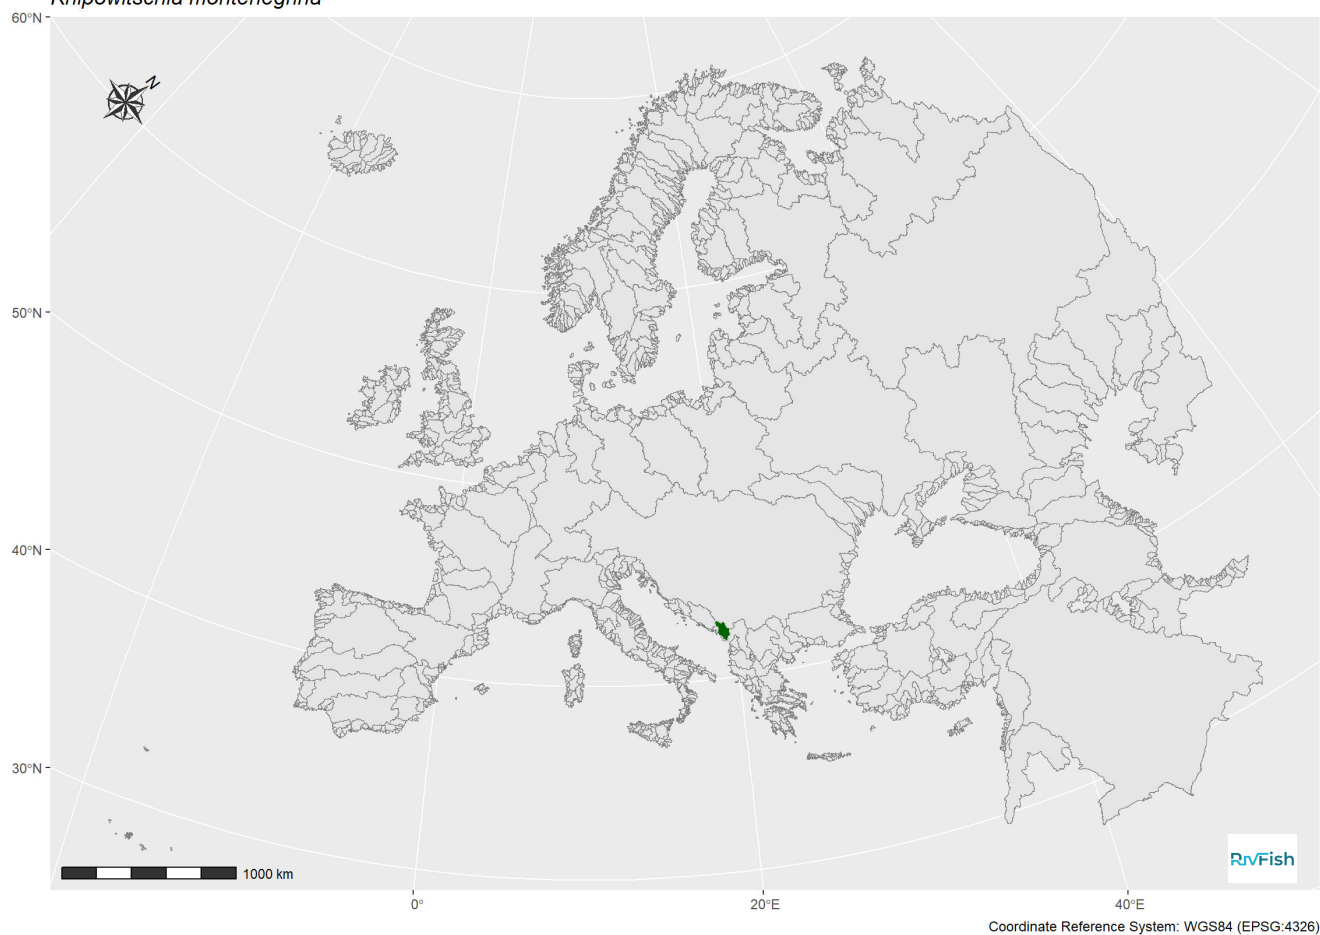 Knipowitschia montenegrina
60°N
N
50°N
40°N
30°N
1000 km
RIVFish
0°
20°E
40°E
Coordinate Reference System: WGS84 (EPSG:4326)